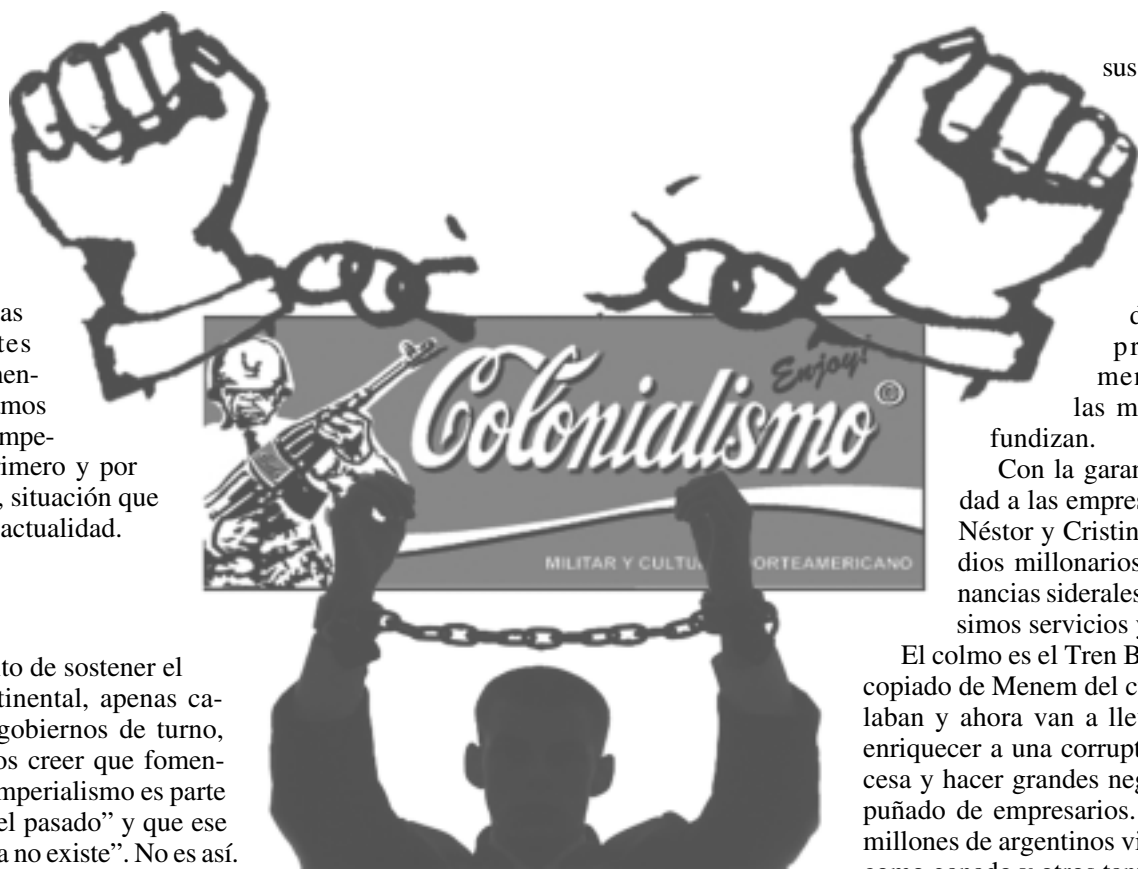 as
tes
men-
amos
mpe-
imero y por
, situación que
actualidad.
to de sostener el
tinental, apenas ca-
gobiernos de turno,
os creer que fomen-
mperialismo es parte
el pasado” y que ese
a no existe”. No es así.
Enjoy!
Colonialismo©
MILITAR Y CULTU ORTEAMERICANO
sus
d
pr
mer
las m
fundizan.
Con la garan
dad a las empres
Néstor y Cristin
dios millonarios
nancias siderales
simos servicios y
El colmo es el Tren B
copiado de Menem del c
laban y ahora van a lle
enriquecer a una corrupt
cesa y hacer grandes neg
puñado de empresarios.
millones de argentinos vi